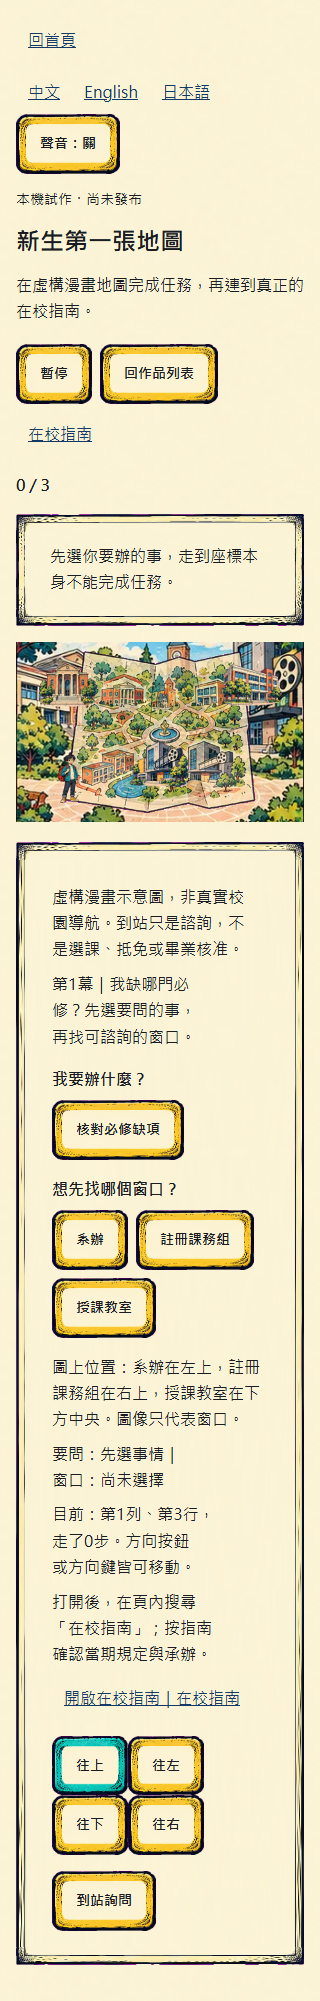 回首頁
中文 English 日本語
聲音：關
本機試作・尚未發布
新生第一張地圖
在虛構漫畫地圖完成任務，再連到真正的
在校指南。
暫停 回作品列表
在校指南
0 / 3
先選你要辦的事，走到座標本
身不能完成任務。
虛構漫畫示意圖，非真實校
園導航。到站只是諮詢，不
是選課、抵免或畢業核准。
第1幕｜我缺哪門必
修？先選要問的事，
再找可諮詢的窗口。
我要辦什麼？
核對必修缺項
想先找哪個窗口？
系辦 註冊課務組
授課教室
圖上位置：系辦在左上，註冊
課務組在右上，授課教室在下
方中央。圖像只代表窗口。
要問：先選事情｜
窗口：尚未選擇
目前：第1列、第3行，
走了0步。方向按鈕
或方向鍵皆可移動。
打開後，在頁內搜尋
「在校指南」；按指南
確認當期規定與承辦。
開啟在校指南｜在校指南
往上 往左
往下 往右
到站詢問